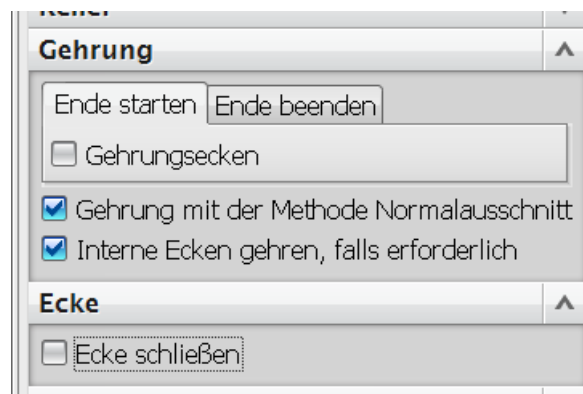 Gehrung
Ende starten Ende beenden
Gehrungsecken
Gehrung mit der Methode Normalausschnitt
Interne Ecken gehren, falls erforderlich
Ecke
Ecke schließen